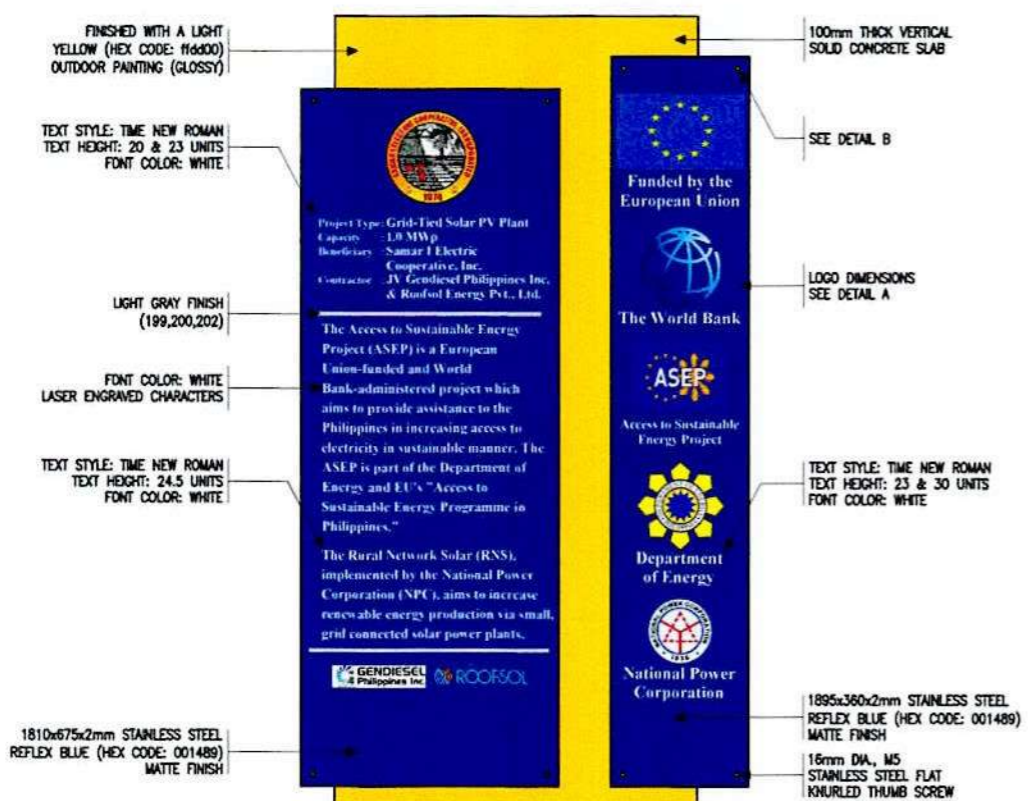 FINISHED WITH A LIGHT
YELLOW (HEX CODE: ffdd00)
OUTDOOR PAINTING (GLOSSY)
TEXT STYLE: TIME NEW ROMAN
TEXT HEIGHT: 20 & 23 UNITS
FONT COLOR: WHITE
LIGHT GRAY FINISH
(199,200,202)
FONT COLOR: WHITE
LASER ENGRAVED CHARACTERS
TEXT STYLE: TIME NEW ROMAN
TEXT HEIGHT: 24.5 UNITS
FONT COLOR: WHITE
1810x675x2mm STAINLESS STEEL
REFLEX BLUE (HEX CODE: 001489)
MATTE FINISH
SAMAR I ELECTRIC COOPERATIVE INCORPORATED
1974
Project Type: Grid-Tied Solar PV Plant
Capacity : 1.0 MWp
Beneficiary : Samar I Electric
Cooperative, Inc.
Contractor : JV Gendiesel Philippines Inc.
& Roofsol Energy Pvt., Ltd.
The Access to Sustainable Energy
Project (ASEP) is a European
Union-funded and World
Bank-administered project which
aims to provide assistance to the
Philippines in increasing access to
electricity in sustainable manner. The
ASEP is part of the Department of
Energy and EU's "Access to
Sustainable Energy Programme in
Philippines."
The Rural Network Solar (RNS),
implemented by the National Power
Corporation (NPC), aims to increase
renewable energy production via small,
grid connected solar power plants.
GENDIESEL
Philippines Inc.
ROOFSOL
Funded by the
European Union
The World Bank
ASEP
Access to Sustainable
Energy Project
Department
of Energy
NATIONAL POWER CORPORATION
1936
National Power
Corporation
100mm THICK VERTICAL
SOLID CONCRETE SLAB
SEE DETAIL B
LOGO DIMENSIONS
SEE DETAIL A
TEXT STYLE: TIME NEW ROMAN
TEXT HEIGHT: 23 & 30 UNITS
FONT COLOR: WHITE
1895x360x2mm STAINLESS STEEL
REFLEX BLUE (HEX CODE: 001489)
MATTE FINISH
16mm DIA., M5
STAINLESS STEEL FLAT
KNURLED THUMB SCREW